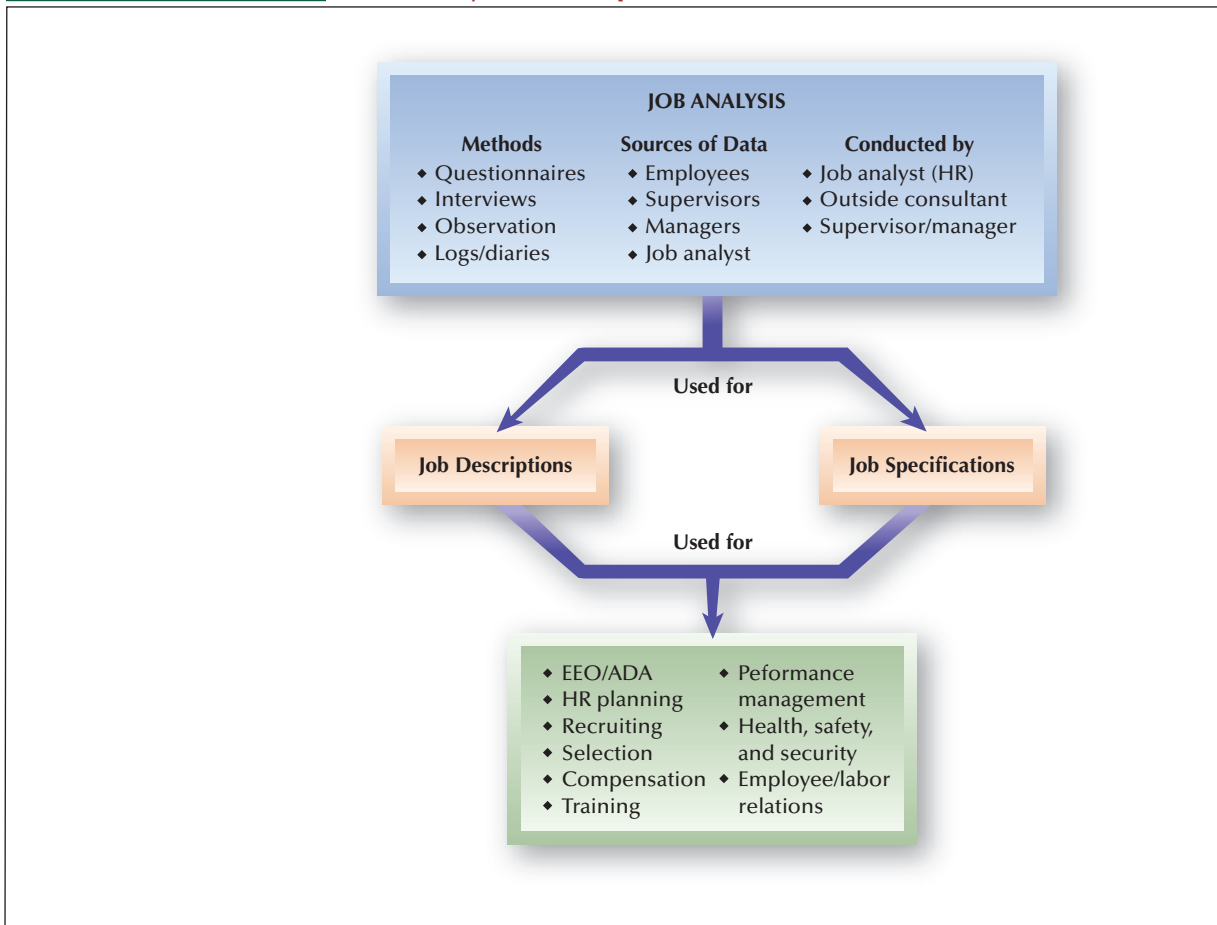 JOB ANALYSIS
Methods
◆ Questionnaires
◆ Interviews
◆ Observation
◆ Logs/diaries
Sources of Data
◆ Employees
◆ Supervisors
◆ Managers
◆ Job analyst
Conducted by
◆ Job analyst (HR)
◆ Outside consultant
◆ Supervisor/manager
Used for
Job Descriptions
Job Specifications
Used for
◆ EEO/ADA
◆ HR planning
◆ Recruiting
◆ Selection
◆ Compensation
◆ Training
◆ Peformance
management
◆ Health, safety,
and security
◆ Employee/labor
relations